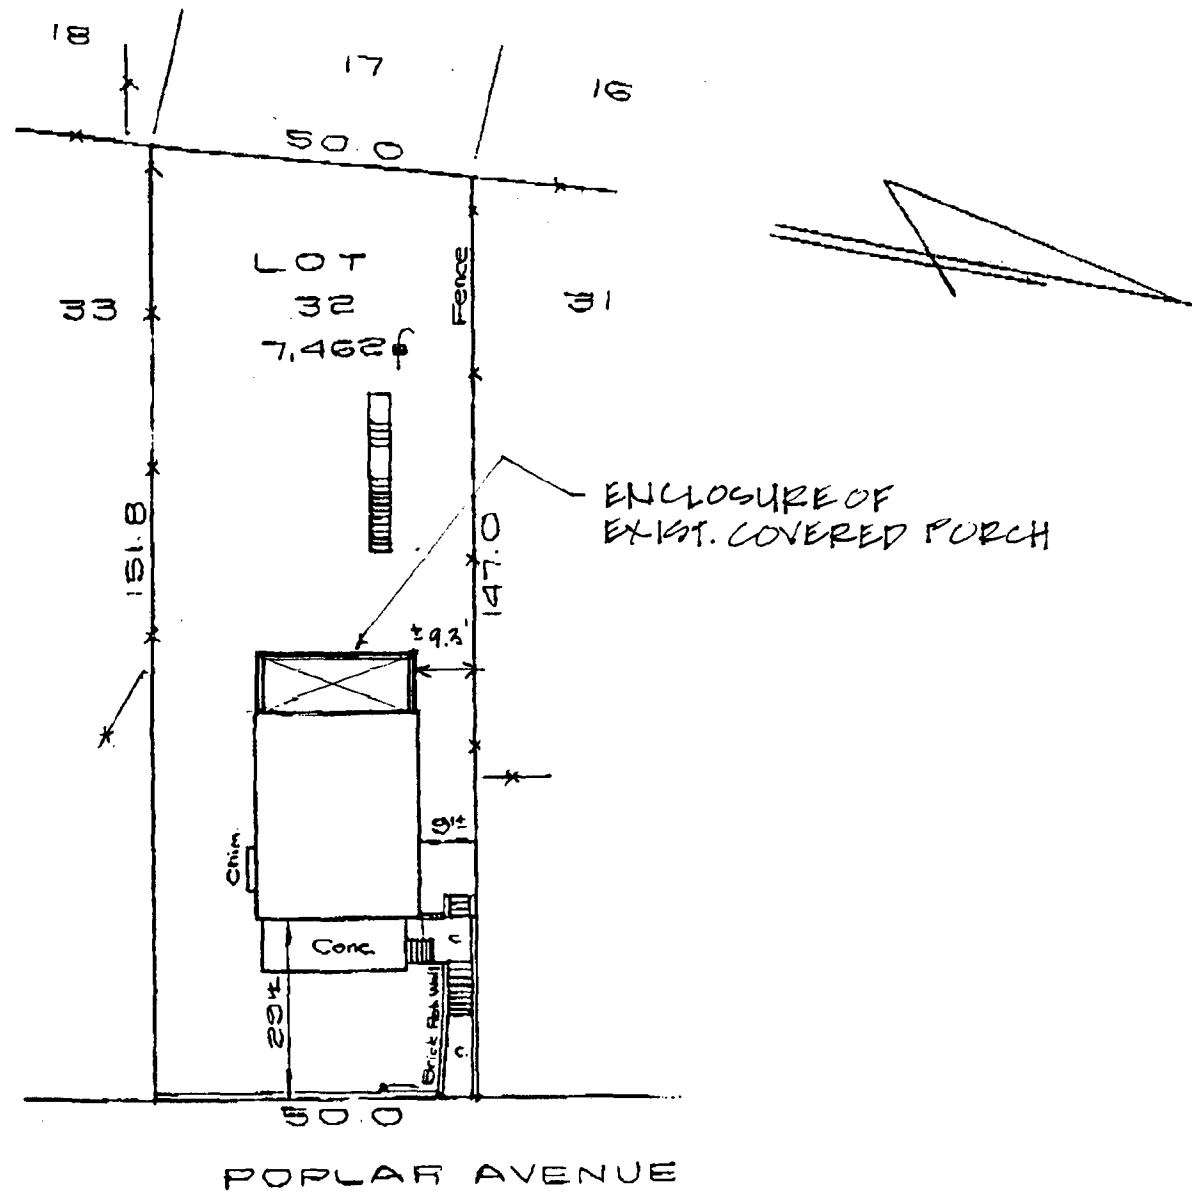 18
17
16
50.0
LOT
32
7,462
33
31
Fence
151.8
147.0
ENCLOSURE OF
EXIST. COVERED PORCH
±9.3'
9'±
Chim.
Conc.
c
29'±
Brick Wall
c.
50.0
POPLAR AVENUE